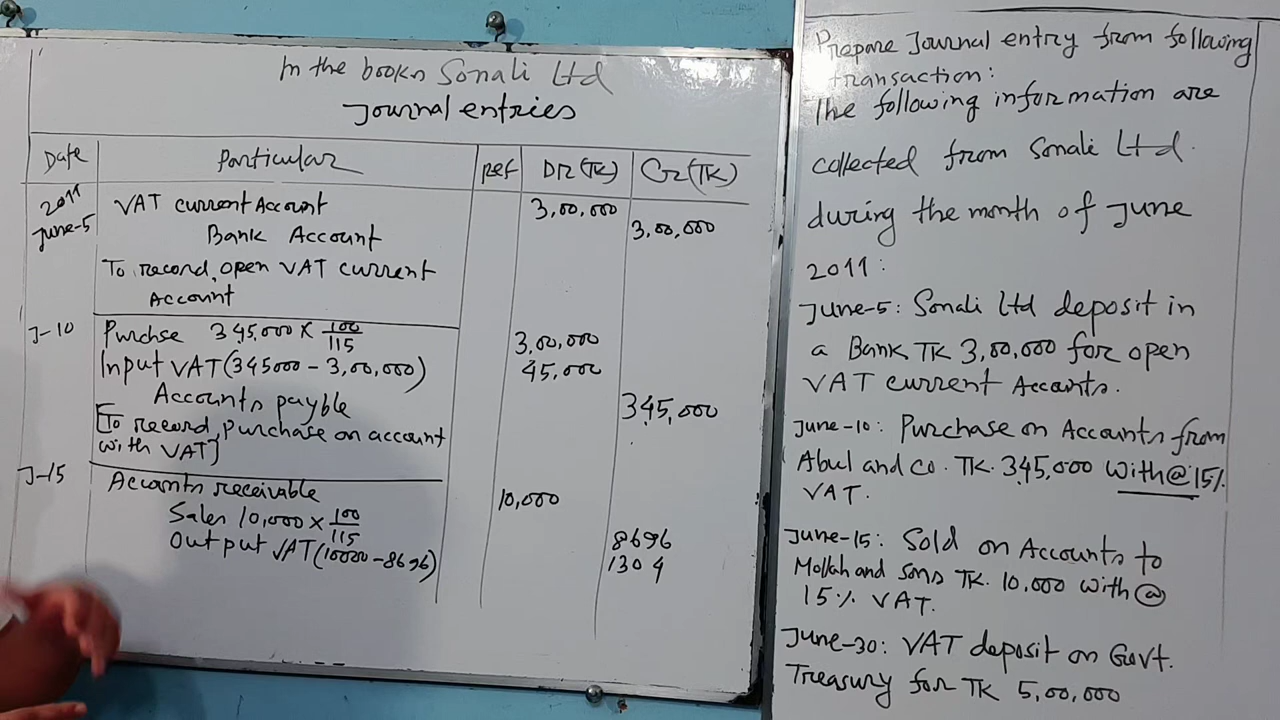 In the books Sonali Ltd
Journal entries
Date Particular Ref DR(TK) Cr(TK)
2011
June-5 VAT current Account 3,00,000
Bank Account 3,00,000
To record, open VAT current
Account
J-10 Purchse 345,000 × 100/115 3,00,000
Input VAT(345000 - 3,00,000) 45,000
Accounts payable 345,000
[To record, purchase on account
with VAT]
J-15 Accounts receivable 10,000
Sales 10,000 × 100/115 8696
Output VAT(10000-8696) 1304
Prepare Journal entry from following
transaction:
The following information are
collected from Sonali Ltd.
during the month of June
2011:
June-5: Sonali Ltd deposit in
a Bank TK 3,00,000 for open
VAT current Accounts.
June-10: Purchase on Accounts from
Abul and co. TK. 345,000 with@15%
VAT.
June-15: Sold on Accounts to
Mollah and Sons TK. 10,000 with@
15% VAT.
June-30: VAT deposit on Govt.
Treasury for TK 5,00,000